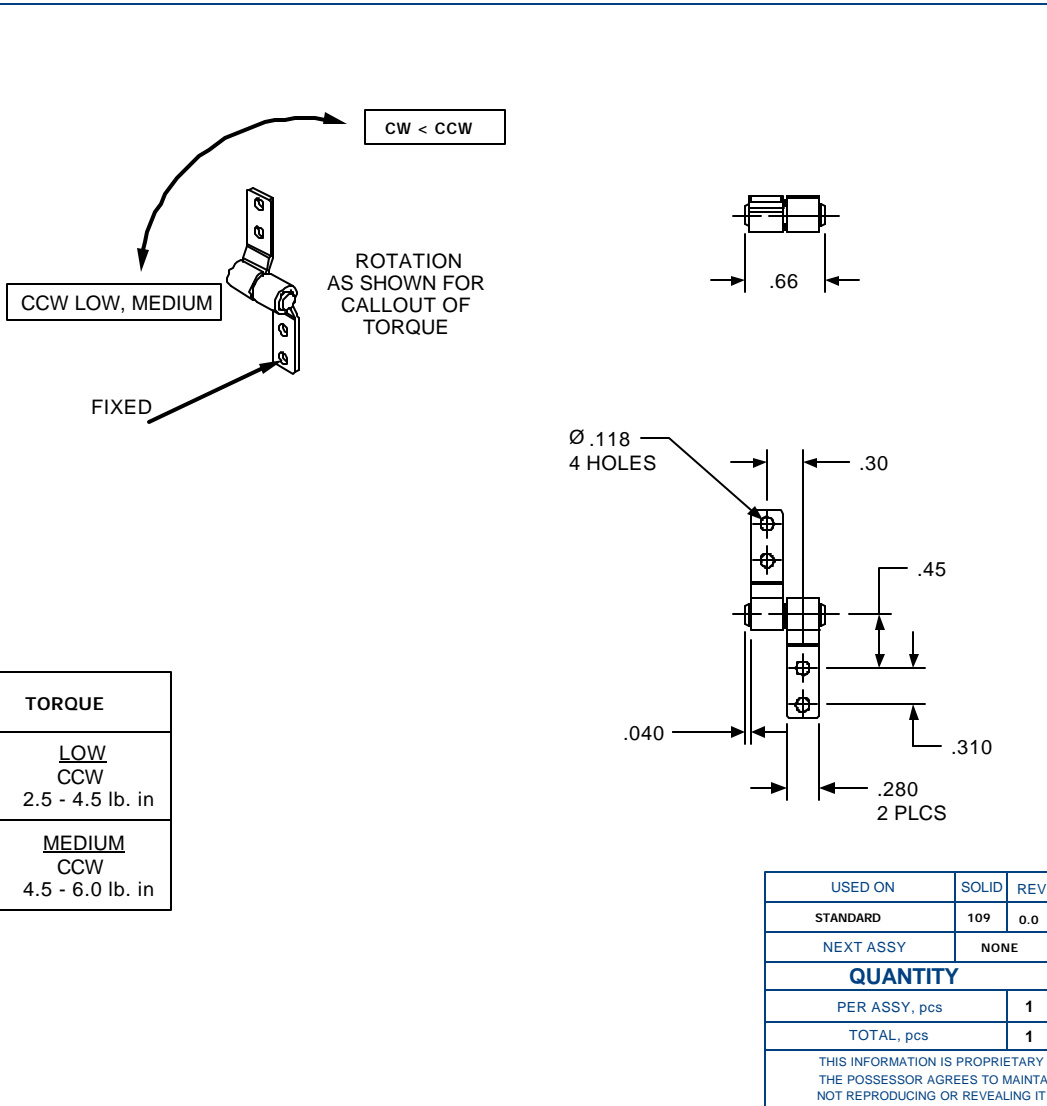 CW < CCW
CCW LOW, MEDIUM
ROTATION
AS SHOWN FOR
CALLOUT OF
TORQUE
FIXED
.66
Ø .118
4 HOLES
.30
.45
.040
.310
.280
2 PLCS
TORQUE
LOW
CCW
2.5 - 4.5 lb. in
MEDIUM
CCW
4.5 - 6.0 lb. in
USED ON SOLID REV
STANDARD 109 0.0
NEXT ASSY NONE
QUANTITY
PER ASSY, pcs 1
TOTAL, pcs 1
THIS INFORMATION IS PROPRIETARY
THE POSSESSOR AGREES TO MAINTA
NOT REPRODUCING OR REVEALING IT